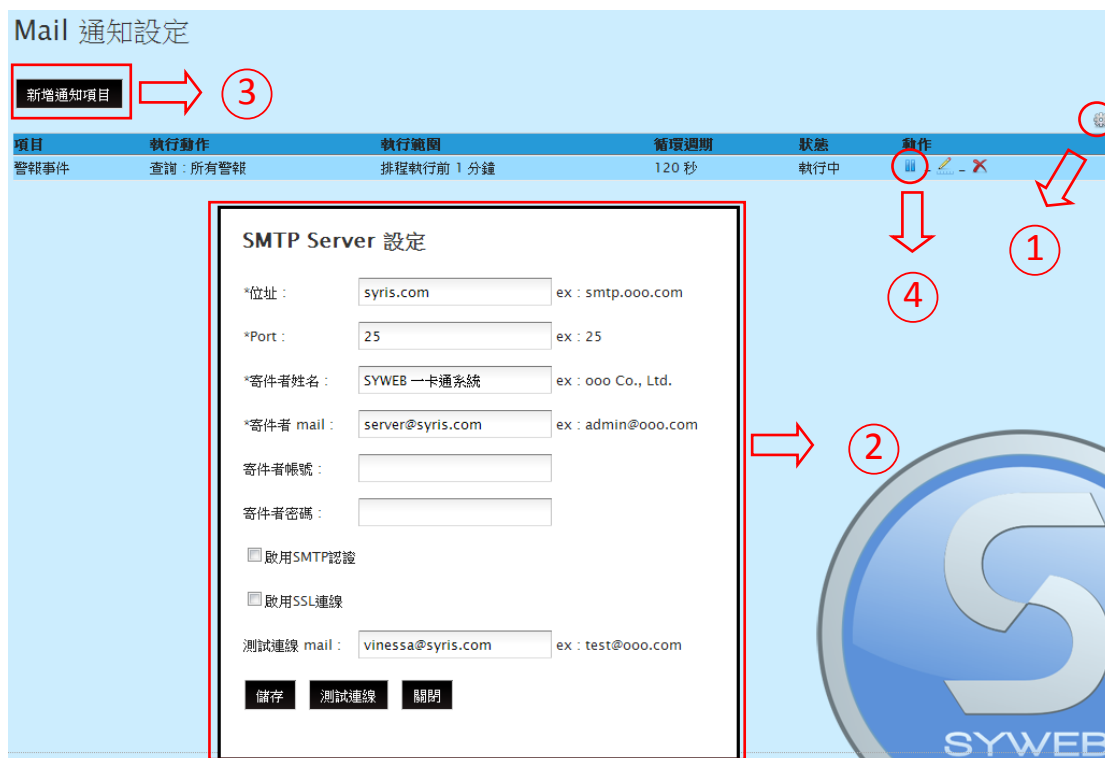 Mail 通知設定
新增通知項目
③
項目 執行動作 執行範圍 循環週期 狀態 動作
警報事件 查詢：所有警報 排程執行前 1 分鐘 120 秒 執行中 - -
①
④
SMTP Server 設定
*位址： syris.com ex：smtp.ooo.com
*Port： 25 ex：25
*寄件者姓名： SYWEB 一卡通系統 ex：ooo Co., Ltd.
*寄件者 mail： server@syris.com ex：admin@ooo.com
②
寄件者帳號：
寄件者密碼：
啟用SMTP認證
啟用SSL連線
測試連線 mail： vinessa@syris.com ex：test@ooo.com
儲存 測試連線 關閉
SYWEB